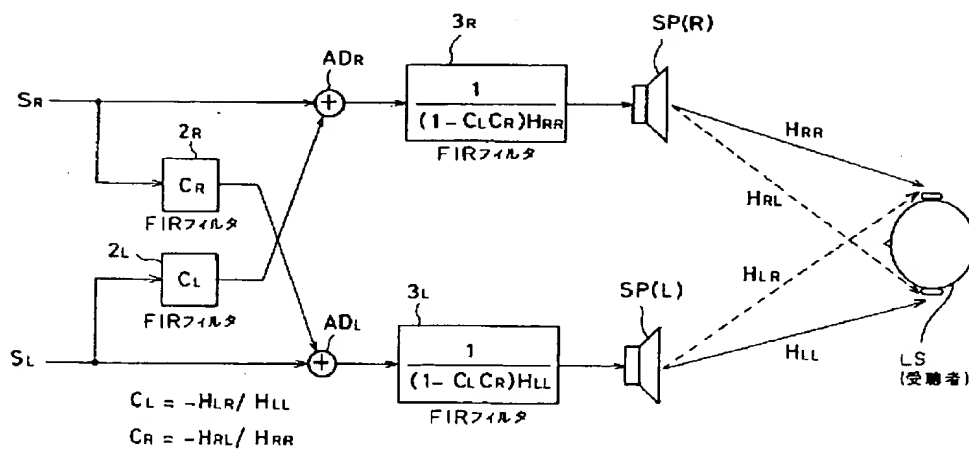 3R
SP(R)
ADR
SR
1
(1-CLCR)HRR
FIRフィルタ
HRR
2R
CR
FIRフィルタ
HRL
2L
CL
FIRフィルタ
HLR
3L
SP(L)
ADL
SL
1
(1-CLCR)HLL
FIRフィルタ
HLL
LS
(受聴者)
CL = -HLR/HLL
CR = -HRL/HRR